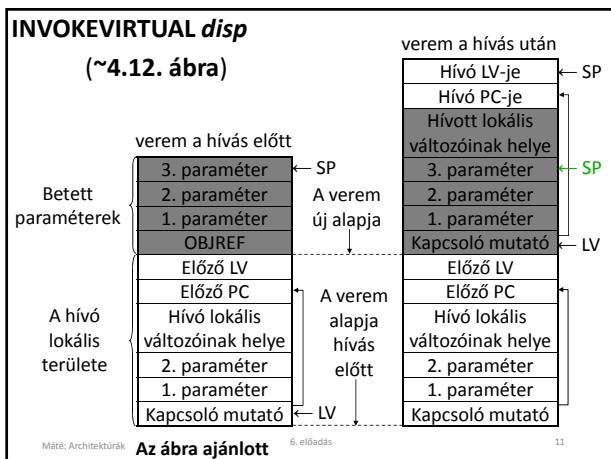 INVOKEVIRTUAL disp
(~4.12. ábra)
verem a hívás előtt
Betett
paraméterek
3. paraméter
2. paraméter
1. paraméter
OBJREF
SP
A verem
új alapja
A hívó
lokális
területe
Előző LV
Előző PC
Hívó lokális
változóinak helye
2. paraméter
1. paraméter
Kapcsoló mutató
LV
A verem
alapja
hívás
előtt
verem a hívás után
Hívó LV-je
SP
Hívó PC-je
Hívott lokális
változóinak helye
3. paraméter
SP
2. paraméter
1. paraméter
Kapcsoló mutató
LV
Előző LV
Előző PC
Hívó lokális
változóinak helye
2. paraméter
1. paraméter
Kapcsoló mutató
Máté: Architektúrák
Az ábra ajánlott
6. előadás
11